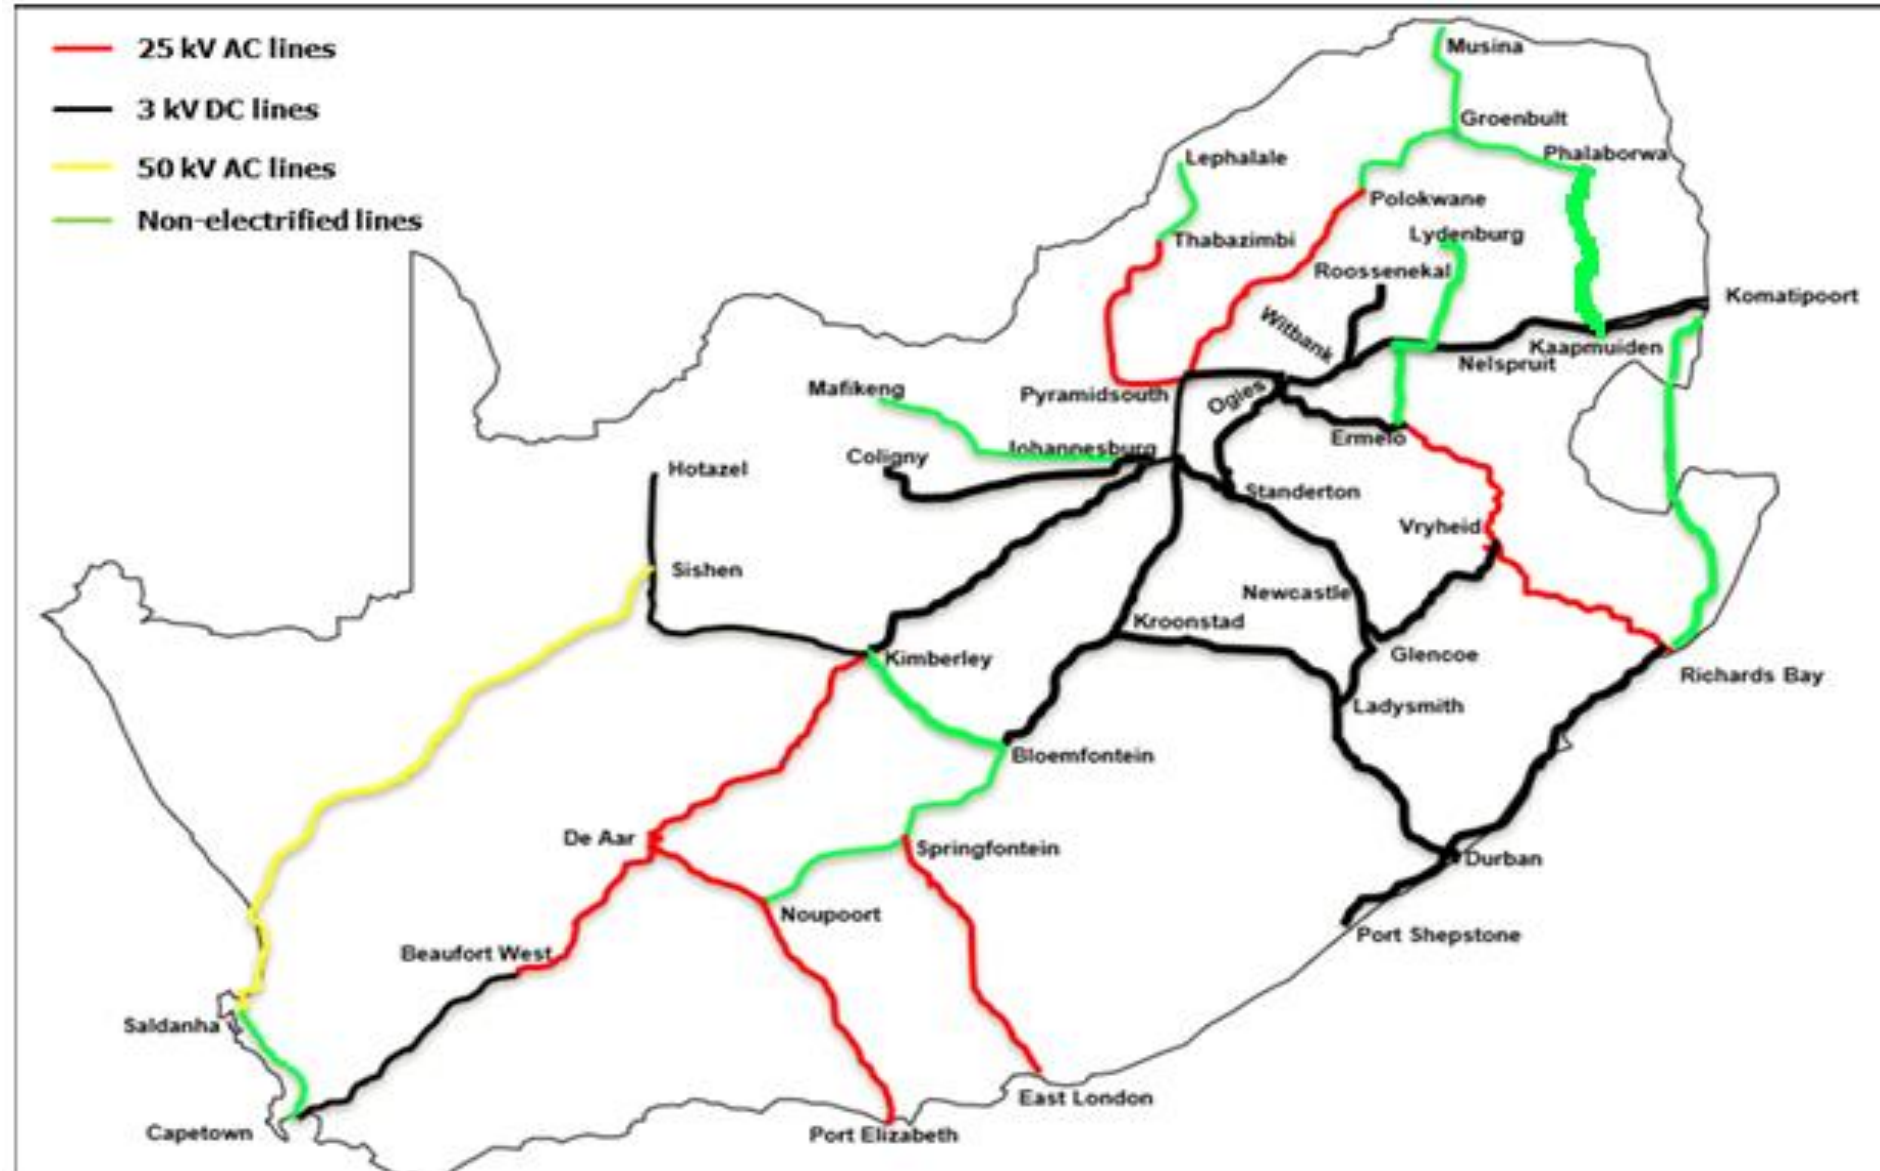 25 kV AC lines
3 kV DC lines
50 kV AC lines
Non-electrified lines
Musina
Groenbult
Phalaborwa
Lephalale
Polokwane
Thabazimbi
Lydenburg
Roossenekal
Komatipoort
Witbank
Kaapmuiden
Nelspruit
Mafikeng
Pyramidsouth
Ogies
Ermelo
Johannesburg
Coligny
Hotazel
Standerton
Vryheid
Sishen
Newcastle
Kroonstad
Glencoe
Kimberley
Richards Bay
Ladysmith
Bloemfontein
De Aar
Springfontein
Durban
Noupoort
Port Shepstone
Beaufort West
Saldanha
East London
Capetown
Port Elizabeth